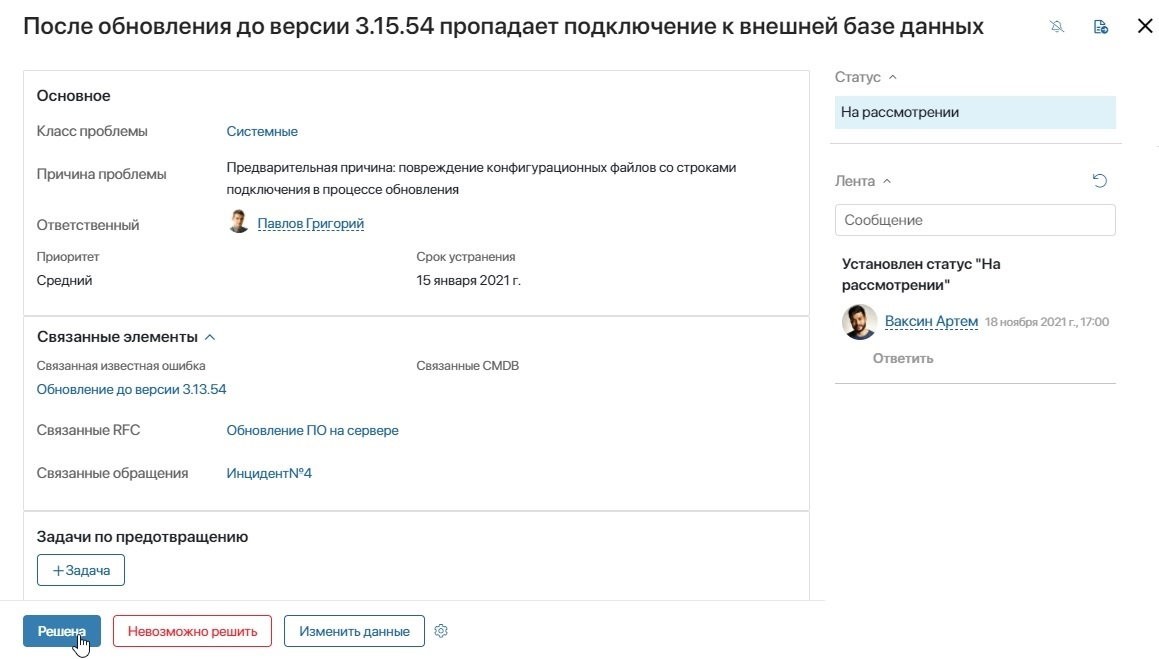 После обновления до версии 3.15.54 пропадает подключение к внешней базе данных
Основное
Класс проблемы
Системные
Причина проблемы
Предварительная причина: повреждение конфигурационных файлов со строками
подключения в процессе обновления
Ответственный
Павлов Григорий
Приоритет
Срок устранения
Средний
15 января 2021 г.
Связанные элементы
Связанная известная ошибка
Связанные CMDB
Обновление до версии 3.13.54
Связанные RFC
Обновление ПО на сервере
Связанные обращения
Инцидент№4
Задачи по предотвращению
+Задача
Решена
Невозможно решить
Изменить данные
Статус
На рассмотрении
Лента
Сообщение
Установлен статус "На
рассмотрении"
Ваксин Артем 18 ноября 2021 г., 17:00
Ответить